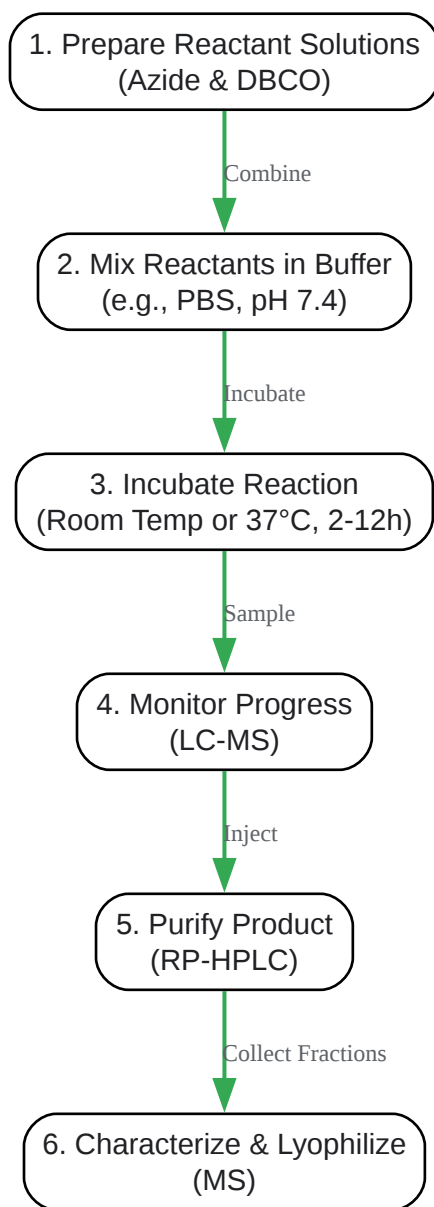 1. Prepare Reactant Solutions
(Azide & DBCO)
Combine
2. Mix Reactants in Buffer
(e.g., PBS, pH 7.4)
Incubate
3. Incubate Reaction
(Room Temp or 37°C, 2-12h)
Sample
4. Monitor Progress
(LC-MS)
Inject
5. Purify Product
(RP-HPLC)
Collect Fractions
6. Characterize & Lyophilize
(MS)